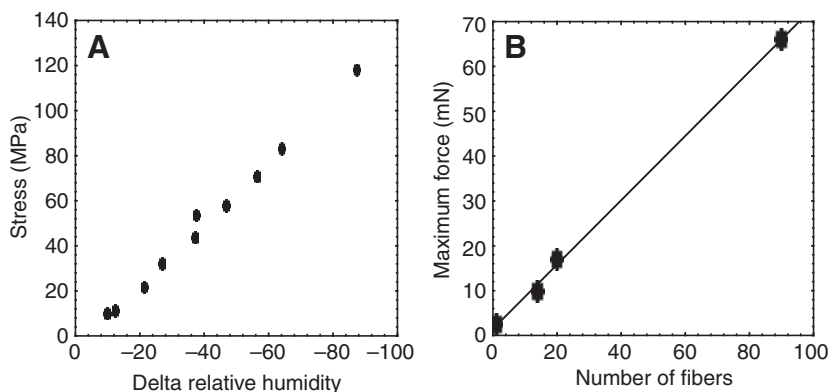 A
B
140
120
100
80
60
40
20
0
Stress (MPa)
0 –20 –40 –60 –80 –100
Delta relative humidity
70
60
50
40
30
20
10
0
Maximum force (mN)
0 20 40 60 80 100
Number of fibers